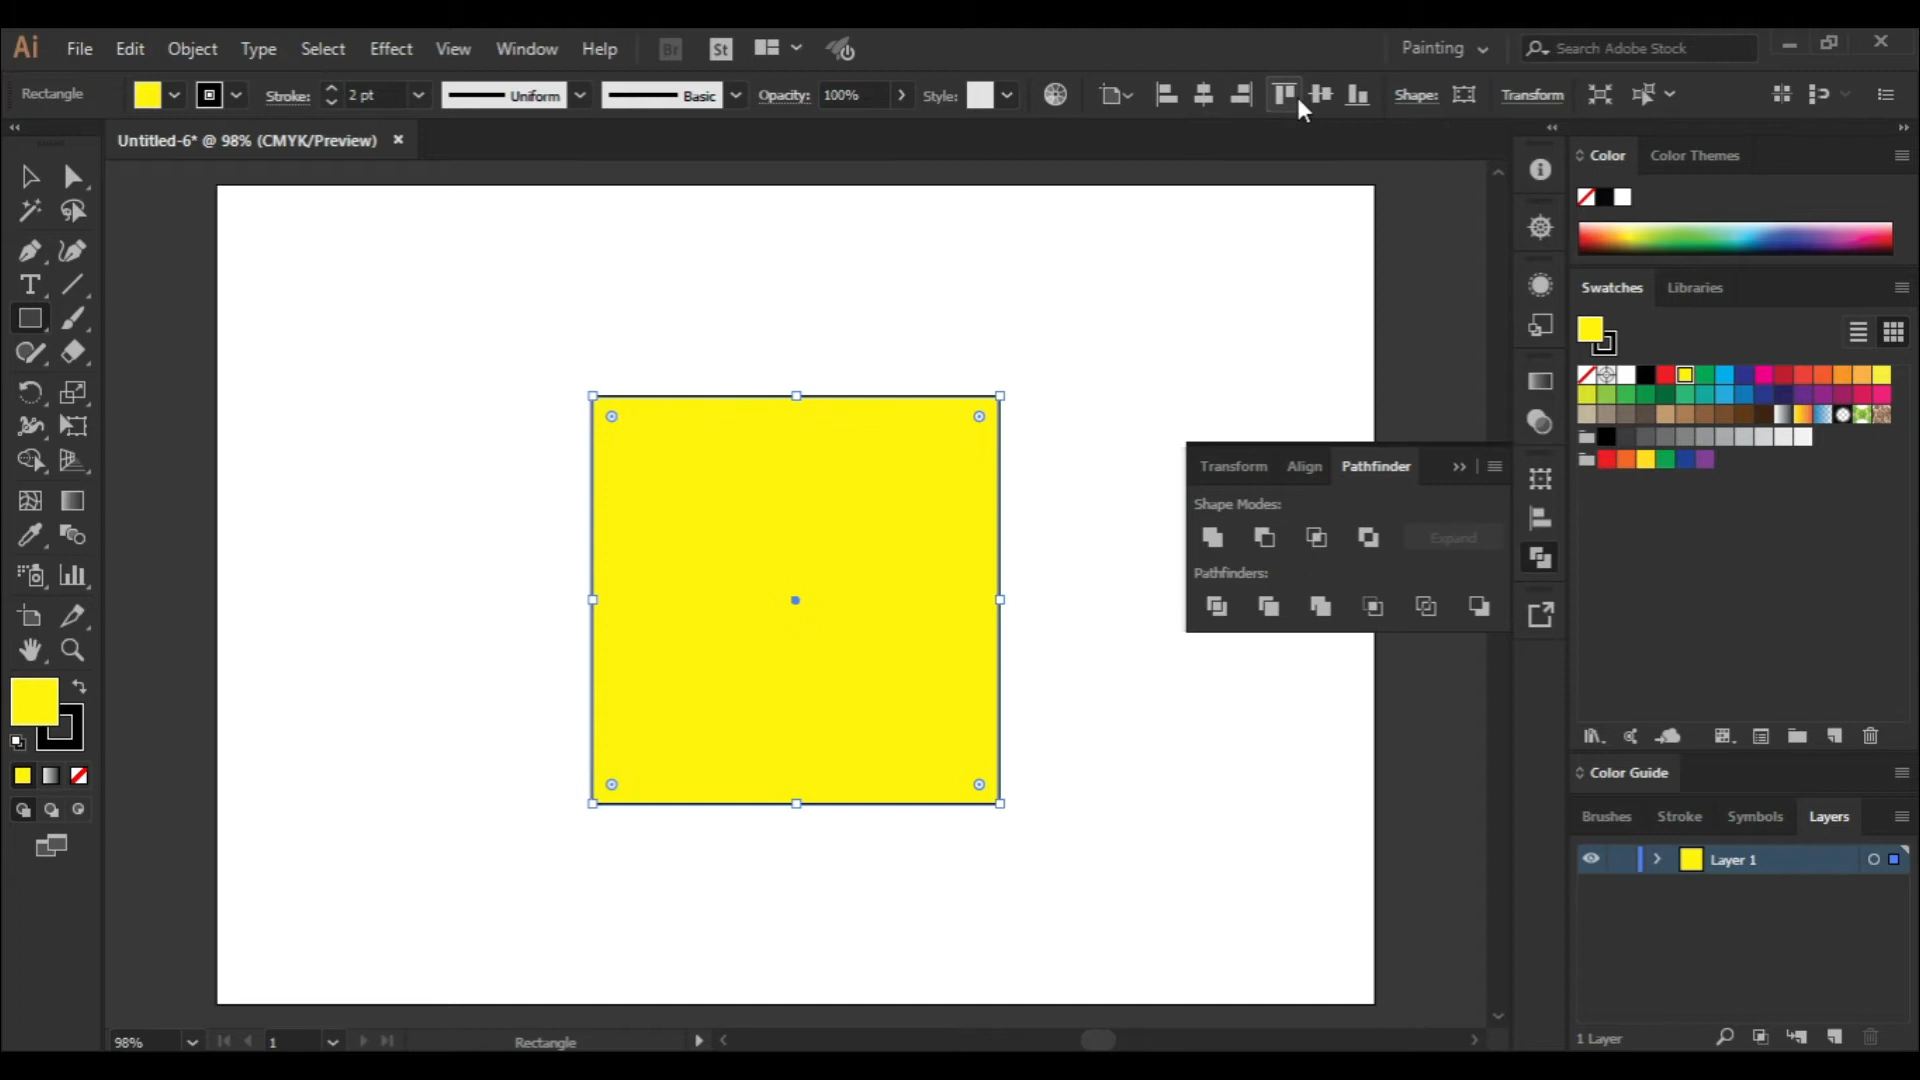 Ai File Edit Object Type Select Effect View Window Help Br St Painting Search Adobe Stock
Rectangle Stroke: 2 pt Uniform Basic Opacity: 100% Style: Shape: Transform
Untitled-6* @ 98% (CMYK/Preview) ×
Color Color Themes
Swatches Libraries
T
Transform Align Pathfinder
Shape Modes:
Expand
Pathfinders:
Color Guide
Brushes Stroke Symbols Layers
Layer 1
98% 1 Rectangle
1 Layer